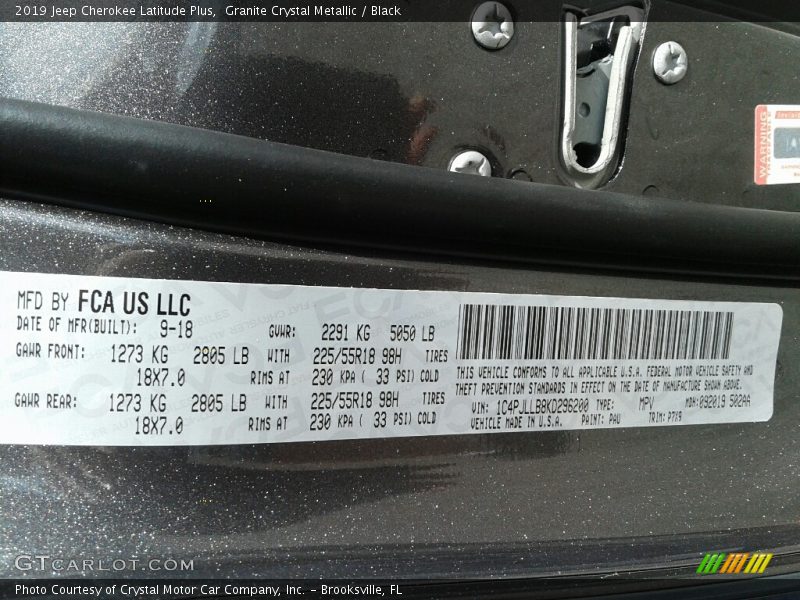 2019 Jeep Cherokee Latitude Plus,  Granite Crystal Metallic / Black
WARNING
MFD BY FCA US LLC
DATE OF MFR(BUILT): 9-18 GVWR: 2291 KG 5050 LB
GAWR FRONT: 1273 KG 2805 LB WITH 225/55R18 98H TIRES
18X7.0 RIMS AT 230 KPA ( 33 PSI) COLD
GAWR REAR: 1273 KG 2805 LB WITH 225/55R18 98H TIRES
18X7.0 RIMS AT 230 KPA ( 33 PSI) COLD
THIS VEHICLE CONFORMS TO ALL APPLICABLE U.S.A. FEDERAL MOTOR VEHICLE SAFETY AND
THEFT PREVENTION STANDARDS IN EFFECT ON THE DATE OF MANUFACTURE SHOWN ABOVE.
VIN: 1C4PJLLB8KD296200 TYPE: MPV MDH:092019 502AA
VEHICLE MADE IN U.S.A. PAINT: PAU TRIM: P7X9
GTCARLOT.COM
Photo Courtesy of Crystal Motor Car Company, Inc. – Brooksville, FL